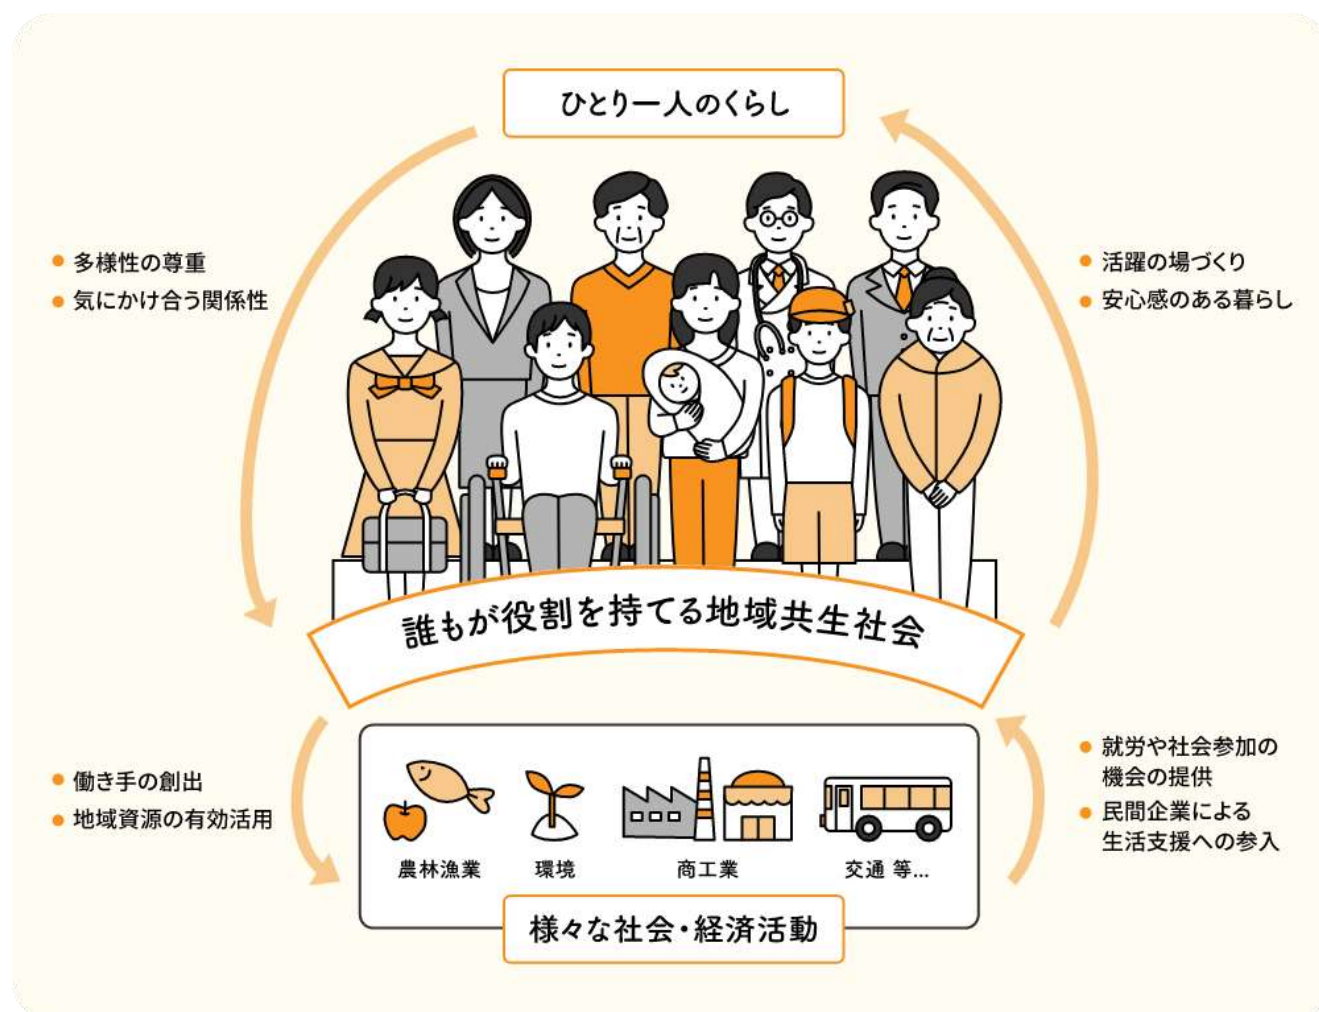 ひとり一人のくらし
● 多様性の尊重
● 気にかけ合う関係性
● 活躍の場づくり
● 安心感のある暮らし
誰もが役割を持てる地域共生社会
● 働き手の創出
● 地域資源の有効活用
● 就労や社会参加の
機会の提供
● 民間企業による
生活支援への参入
農林漁業 環境 商工業 交通 等...
様々な社会・経済活動